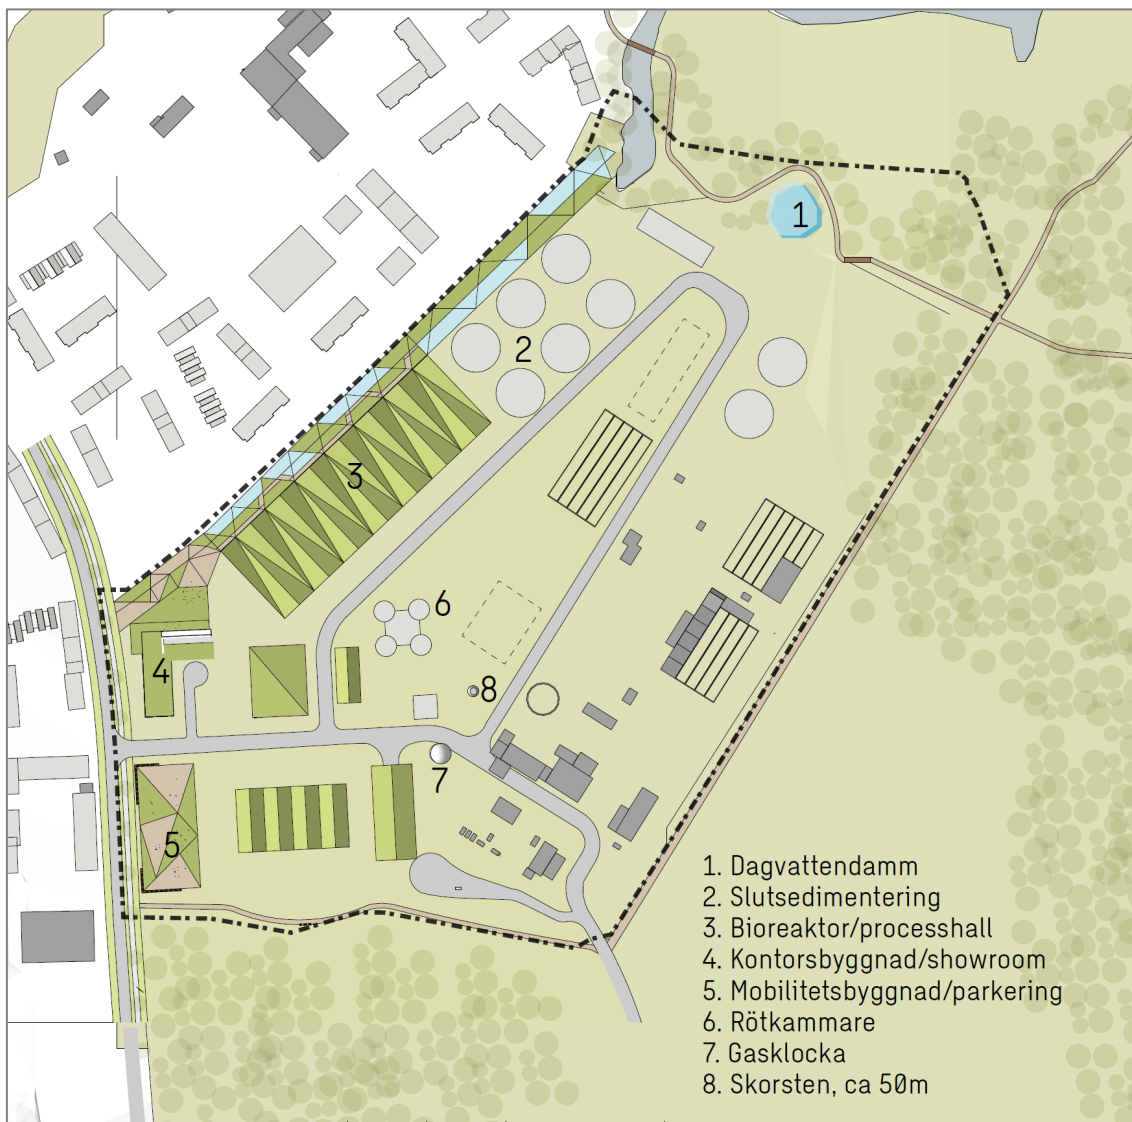 1
2
3
6
4
8
7
5
1. Dagvattendamm
2. Slutsedimentering
3. Bioreaktor/processhall
4. Kontorsbyggnad/showroom
5. Mobilitetsbyggnad/parkering
6. Rötkammare
7. Gasklocka
8. Skorsten, ca 50m